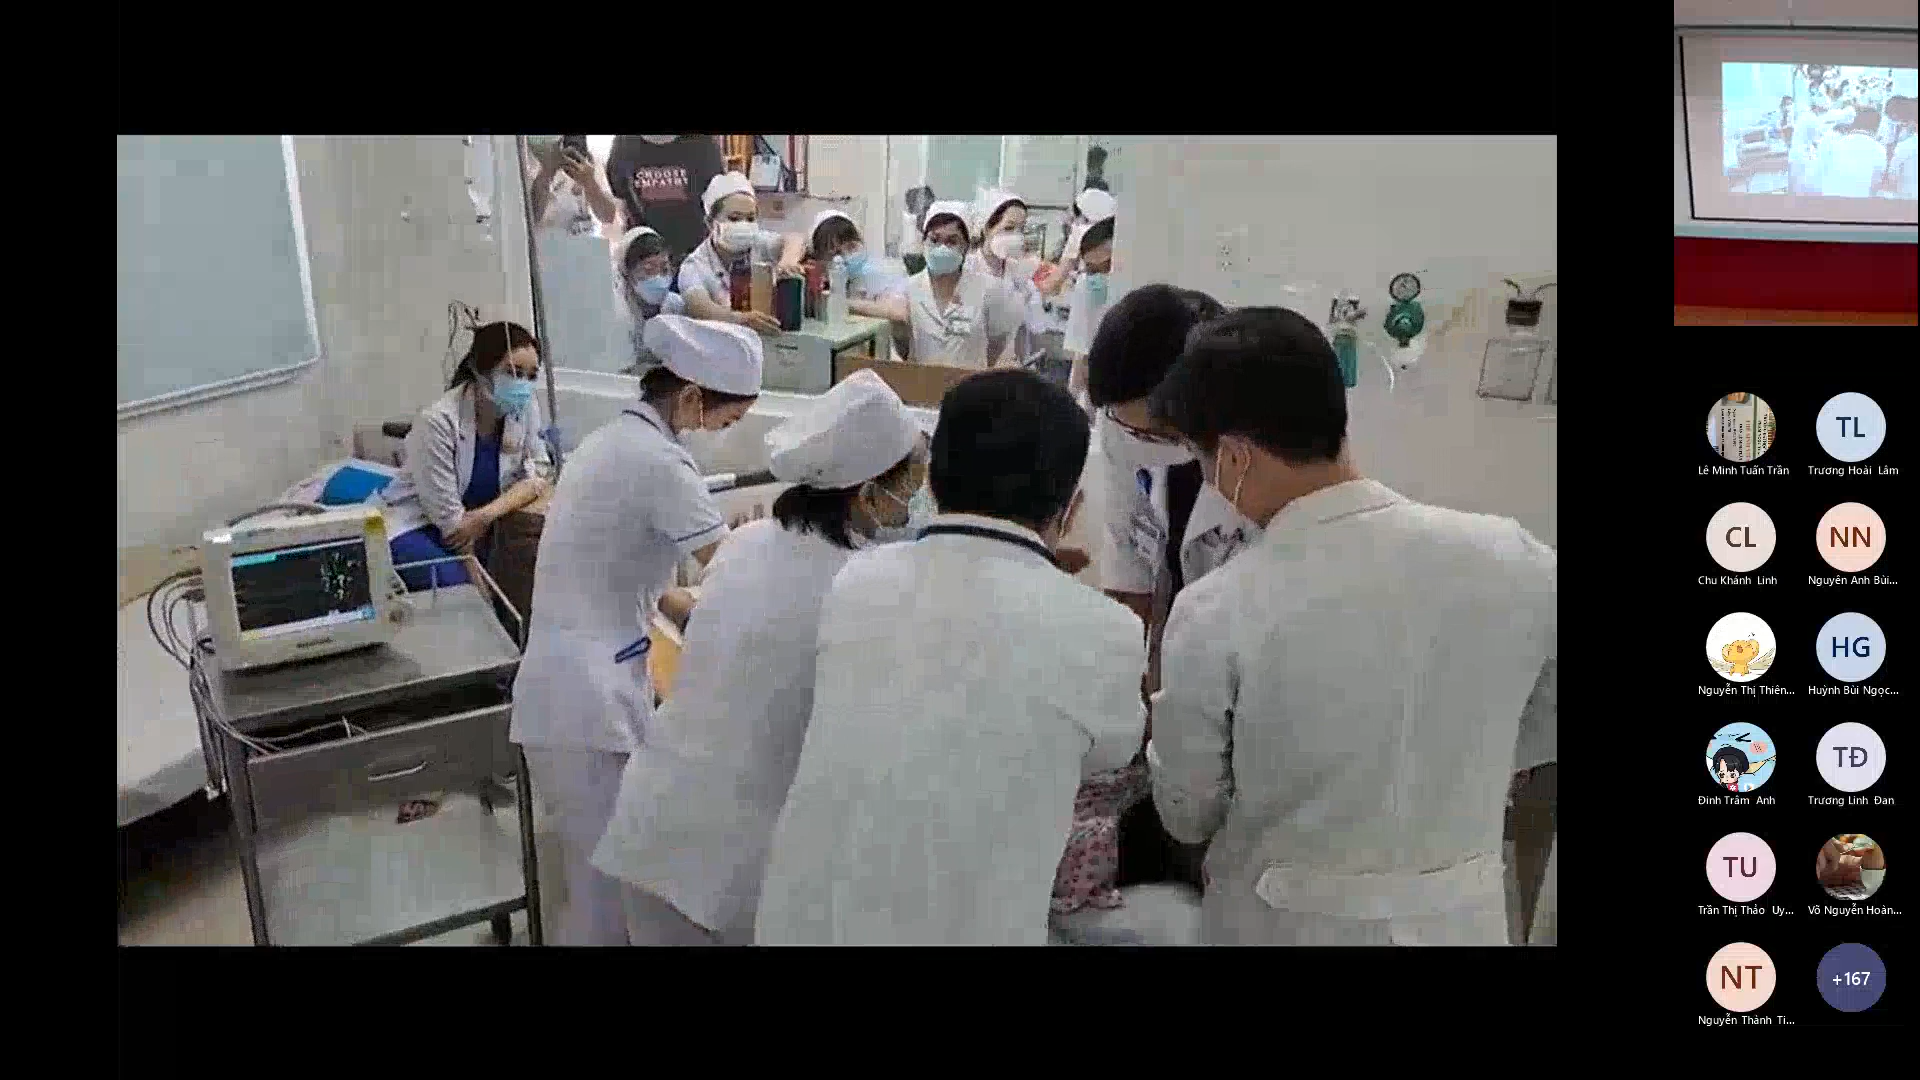 CHOOSE
EMPATHY
TL
Lê Minh Tuấn Trần
Trương Hoài Lâm
CL
NN
Chu Khánh Linh
Nguyên Anh Bùi...
HG
Nguyễn Thị Thiên...
Huỳnh Bùi Ngọc...
TĐ
Đinh Trâm Anh
Trương Linh Đan
TU
Trần Thị Thảo Uy...
Võ Nguyễn Hoàn...
NT
+167
Nguyễn Thành Ti...